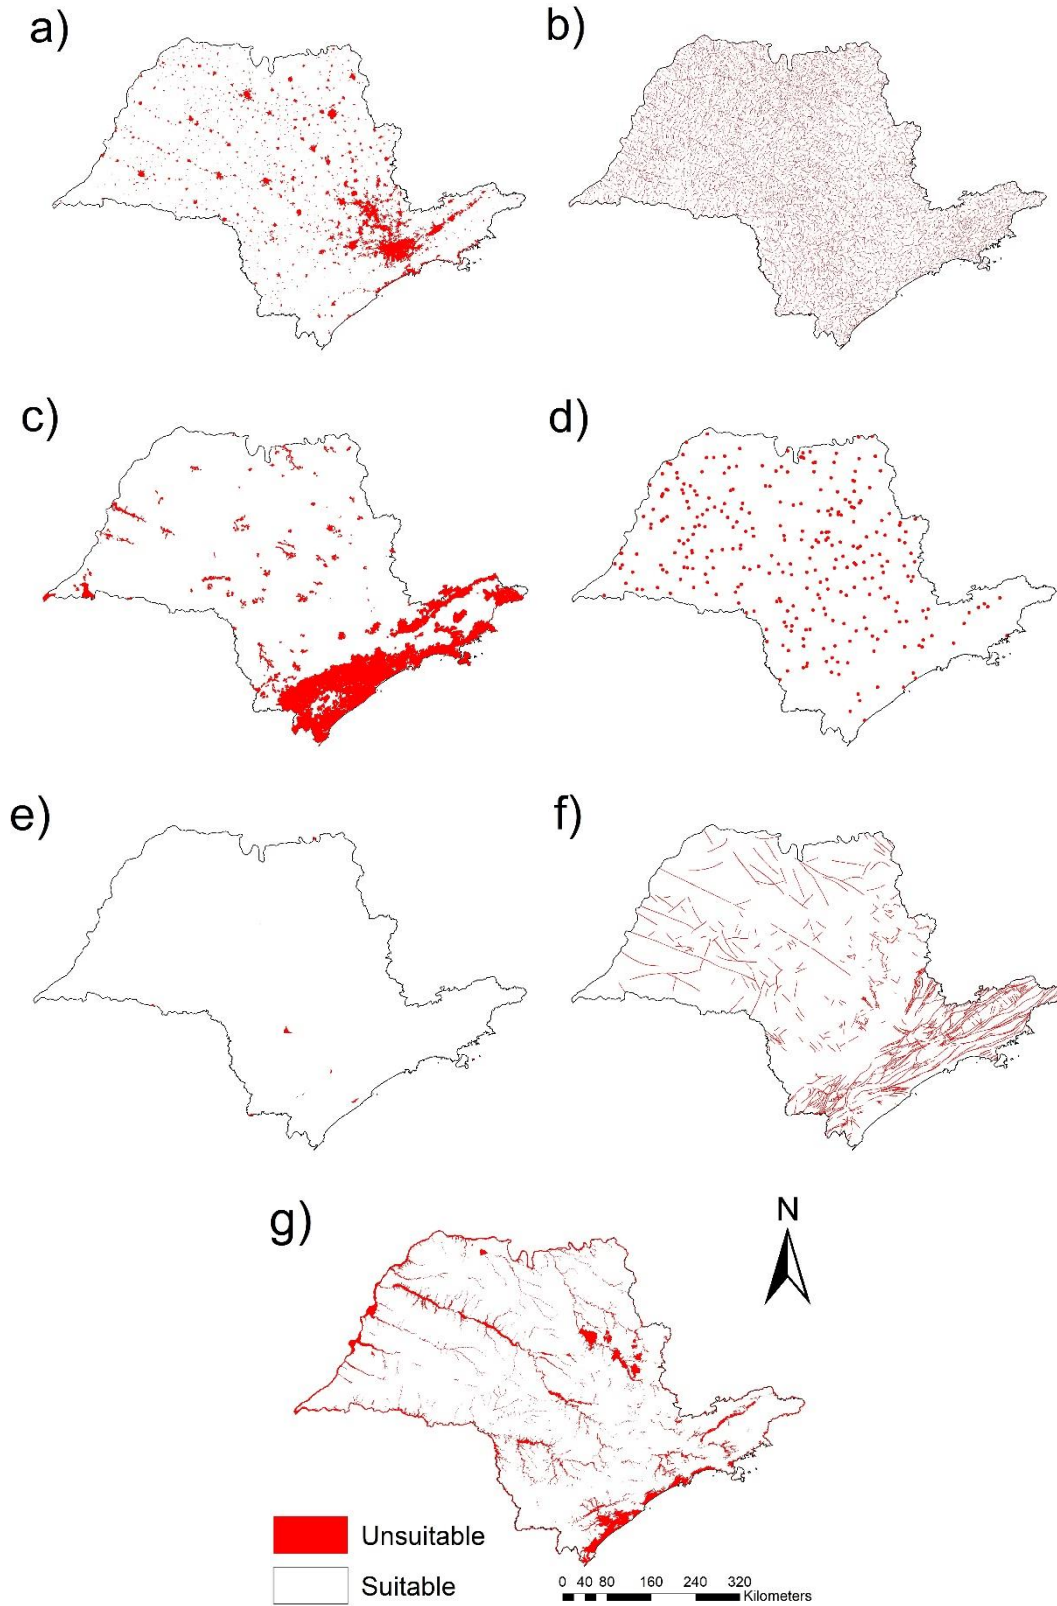 a)
b)
c)
d)
e)
f)
g)
N
Unsuitable
Suitable
0 40 80 160 240 320
Kilometers